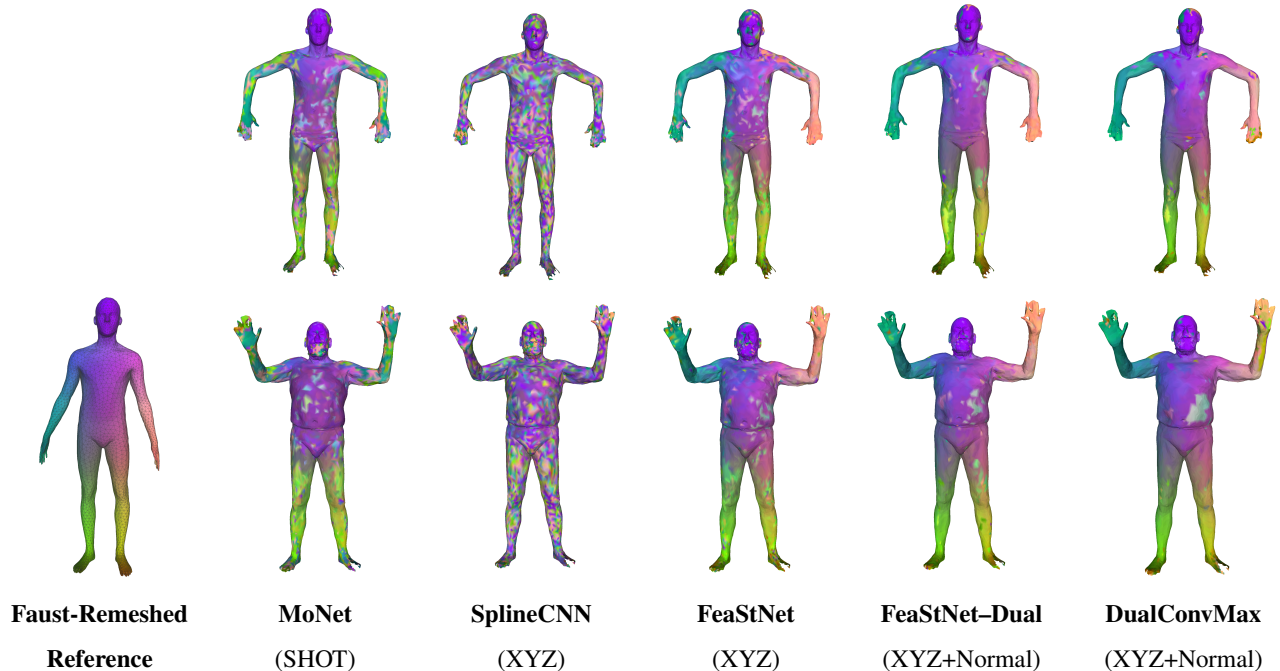 Faust-Remeshed MoNet SplineCNN FeaStNet FeaStNet–Dual DualConvMax
Reference (SHOT) (XYZ) (XYZ) (XYZ+Normal) (XYZ+Normal)